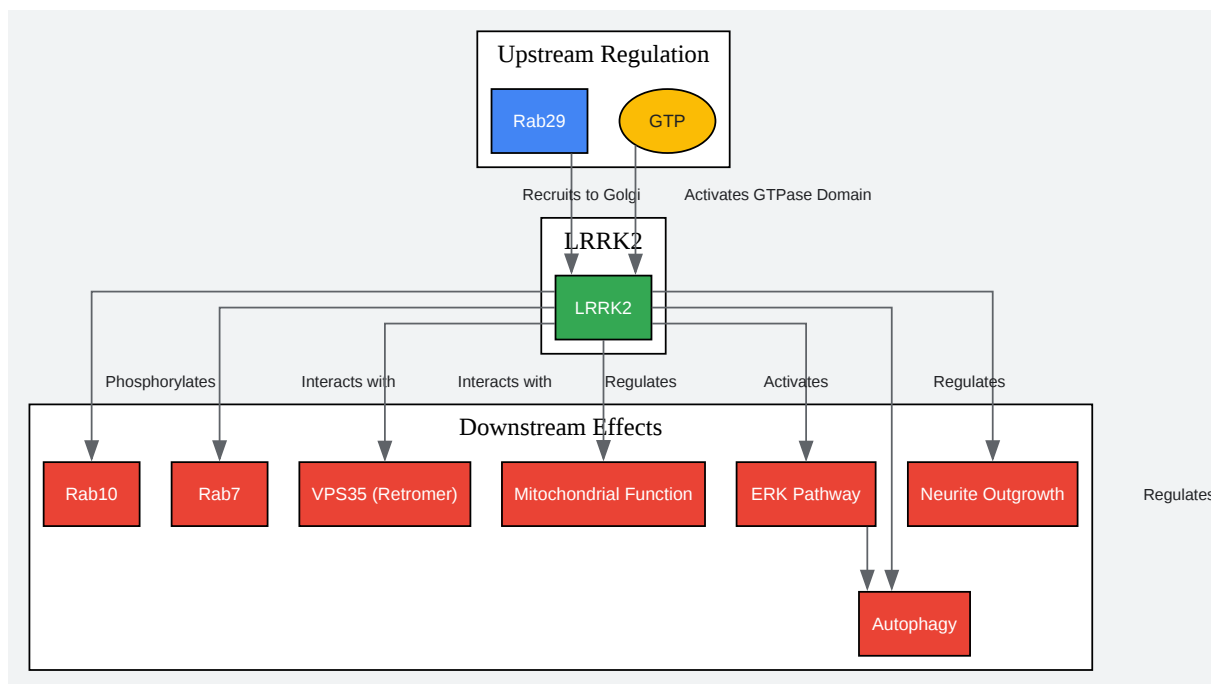 Upstream Regulation
Rab29
GTP
Recruits to Golgi
Activates GTPase Domain
LRRK2
LRRK2
Phosphorylates
Interacts with
Interacts with
Regulates
Activates
Regulates
Downstream Effects
Rab10
Rab7
VPS35 (Retromer)
Mitochondrial Function
ERK Pathway
Neurite Outgrowth
Regulates
Autophagy